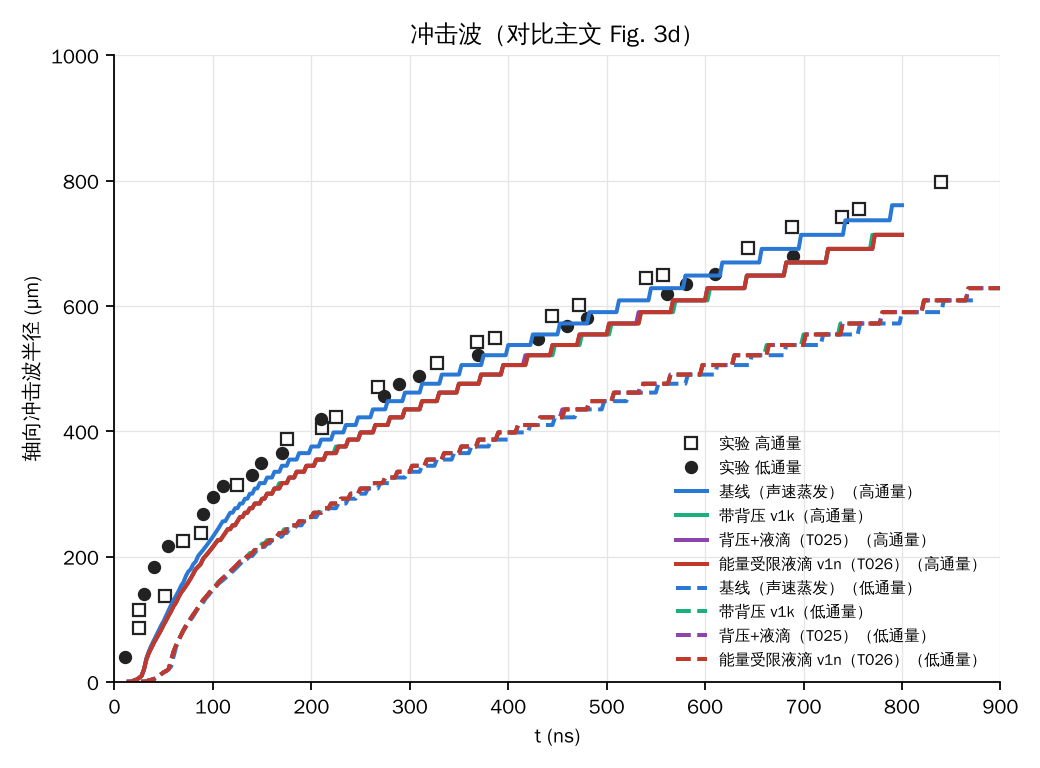 冲击波（对比主文 Fig. 3d）
1000
800
600
400
200
0
轴向冲击波半径 (μm)
实验 高通量
实验 低通量
基线（声速蒸发）（高通量）
带背压 v1k（高通量）
背压+液滴（T025）（高通量）
能量受限液滴 v1n（T026）（高通量）
基线（声速蒸发）（低通量）
带背压 v1k（低通量）
背压+液滴（T025）（低通量）
能量受限液滴 v1n（T026）（低通量）
0 100 200 300 400 500 600 700 800 900
t (ns)